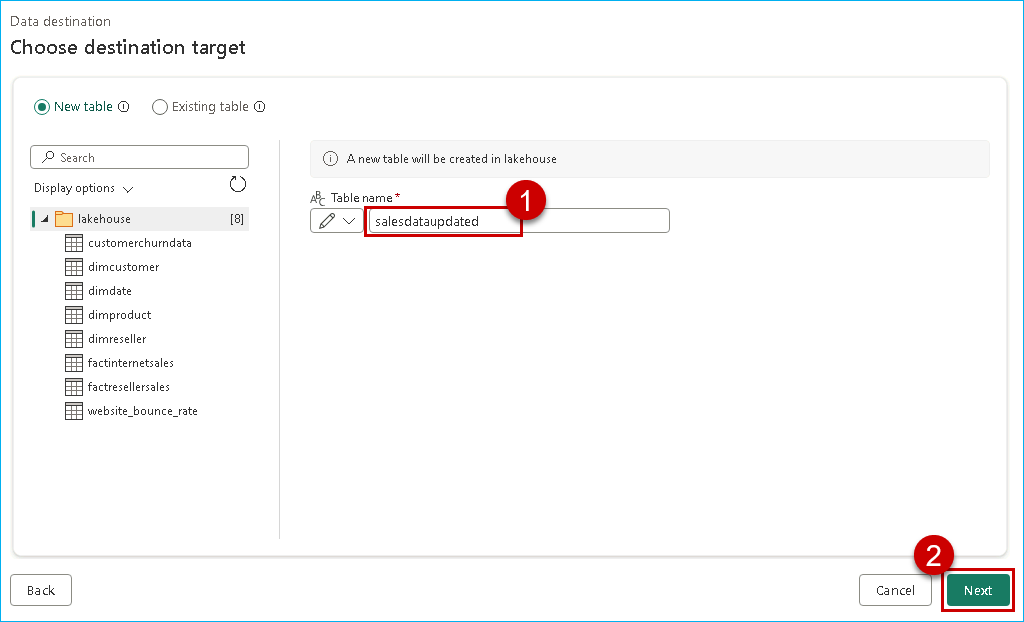 Data destination
Choose destination target
New table Existing table
Search
Display options
lakehouse [8]
customerchurndata
dimcustomer
dimdate
dimproduct
dimreseller
factinternetsales
factresellersales
website_bounce_rate
A new table will be created in lakehouse
ABC Table name*
1
salesdataupdated
2
Back Cancel Next